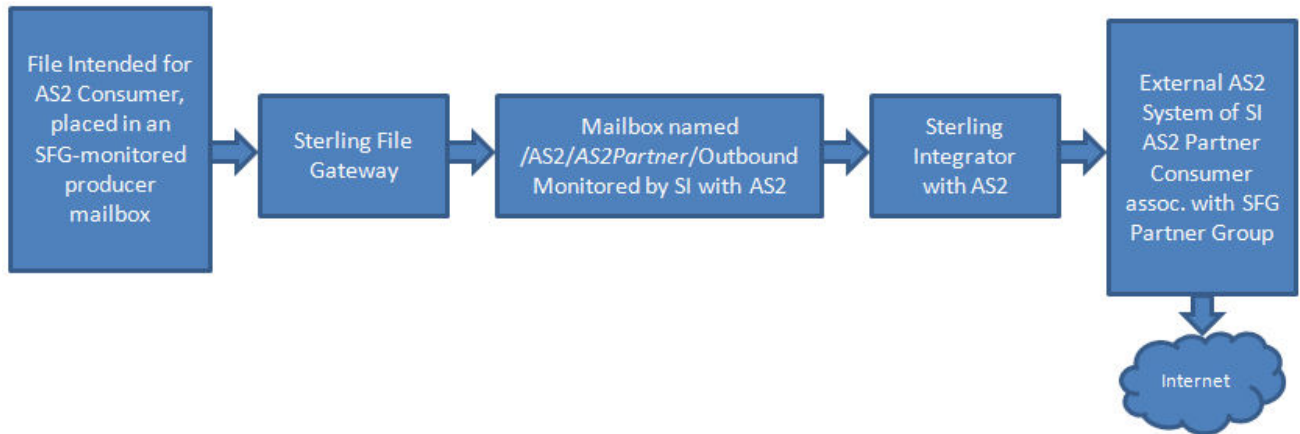 File Intended for
AS2 Consumer,
placed in an
SFG-monitored
producer
mailbox
Sterling File
Gateway
Mailbox named
/AS2/AS2Partner/Outbound
Monitored by SI with AS2
Sterling
Integrator
with AS2
External AS2
System of SI
AS2 Partner
Consumer
assoc. with SFG
Partner Group
Internet